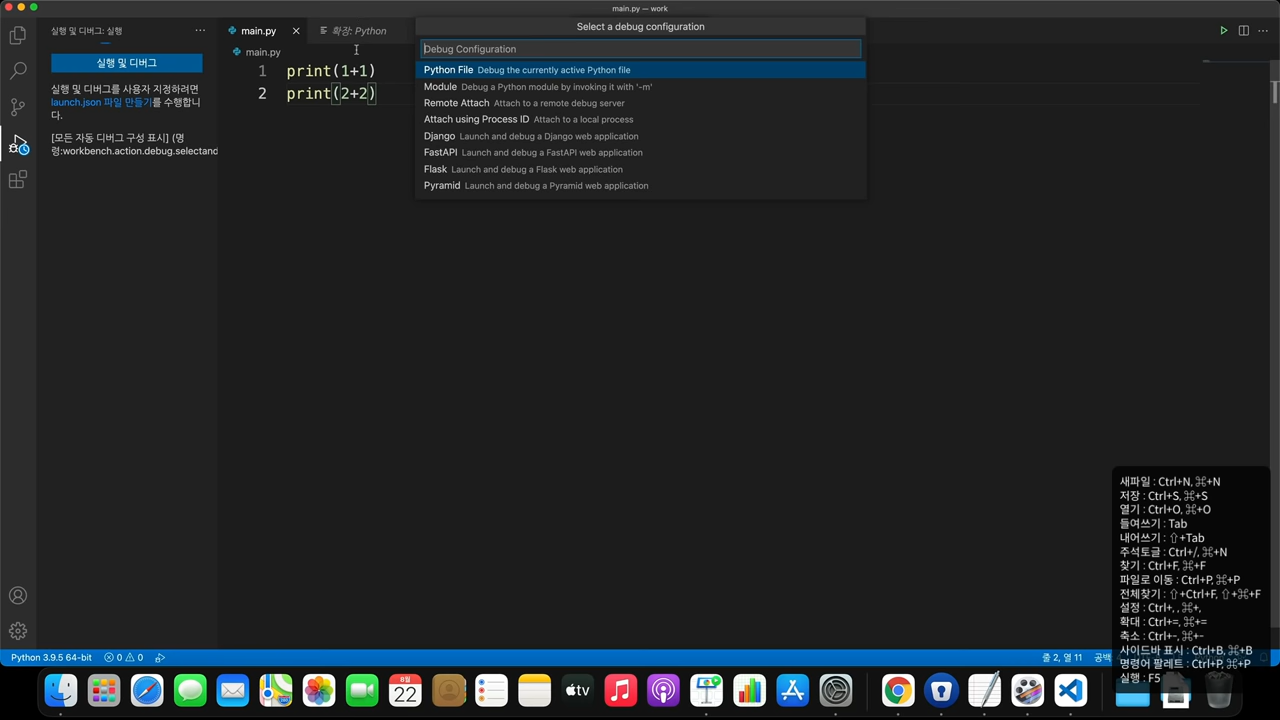 main.py — work
실행 및 디버그: 실행 ···
실행 및 디버그
실행 및 디버그를 사용자 지정하려면
launch.json 파일 만들기를 수행합니
다.
[모든 자동 디버그 구성 표시] (명
령:workbench.action.debug.selectand
main.py
확장: Python
main.py
1 print(1+1)
2 print(2+2)
Select a debug configuration
Debug Configuration
Python File Debug the currently active Python file
Module Debug a Python module by invoking it with '-m'
Remote Attach Attach to a remote debug server
Attach using Process ID Attach to a local process
Django Launch and debug a Django web application
FastAPI Launch and debug a FastAPI web application
Flask Launch and debug a Flask web application
Pyramid Launch and debug a Pyramid web application
새파일 : Ctrl+N, ⌘+N
저장 : Ctrl+S, ⌘+S
열기 : Ctrl+O, ⌘+O
들여쓰기 : Tab
내어쓰기 : ⇧+Tab
주석토글 : Ctrl+/, ⌘+N
찾기 : Ctrl+F, ⌘+F
파일로 이동 : Ctrl+P, ⌘+P
전체찾기 : ⇧+Ctrl+F, ⇧+⌘+F
설정 : Ctrl+, , ⌘+,
확대 : Ctrl+=, ⌘+=
축소 : Ctrl+-, ⌘+-
사이드바 표시 : Ctrl+B, ⌘+B
명령어 팔레트 : Ctrl+P, ⌘+P
실행 : F5
Python 3.9.5 64-bit 0 0
줄 2, 열 11 공백
8월
22
tv